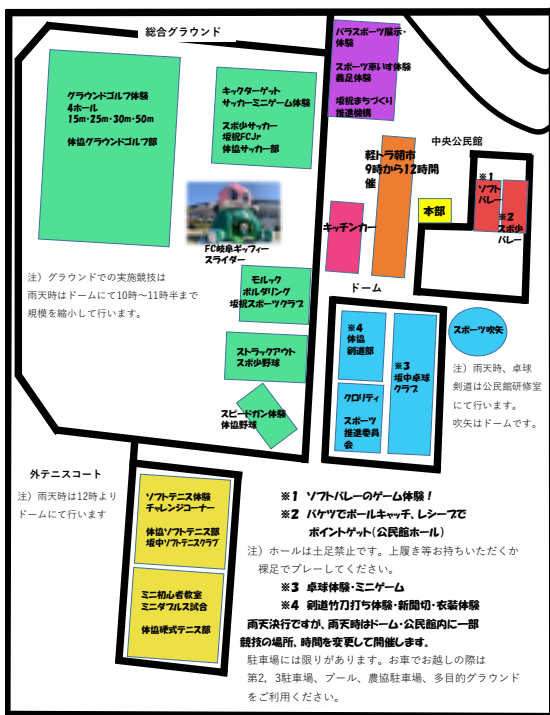 総合グラウンド
グラウンドゴルフ体験
4ホール
15m・25m・30m・50m
体協グラウンドゴルフ部
キックターゲット
サッカーミニゲーム体験
スポ少サッカー
坂祝FCJr
体協サッカー部
パラスポーツ展示・
体験
スポーツ車いす体験
義足体験
坂祝まちづくり
推進機構
軽トラ朝市
9時から12時開
催
中央公民館
※1
ソフト
バレー
※2
スポ少
バレー
本部
キッチンカー
FC岐阜ギッフィー
スライダー
注）グラウンドでの実施競技は
雨天時はドームにて10時～11時半まで
規模を縮小して行います。
モルック
ボルダリング
坂祝スポーツクラブ
ストラックアウト
スポ少野球
スピードガン体験
体協野球
ドーム
※4
体協
剣道部
※3
坂中卓球
クラブ
クロリティ
スポーツ
推進委員
会
スポーツ吹矢
注）雨天時、卓球
剣道は公民館研修室
にて行います。
吹矢はドームです。
外テニスコート
注）雨天時は12時より
ドームにて行います
ソフトテニス体験
チャレンジコーナー
体協ソフトテニス部
坂中ソフトテニスクラブ
ミニ初心者教室
ミニダブルス試合
体協硬式テニス部
※1 ソフトバレーのゲーム体験！
※2 バケツでボールキャッチ、レシーブで
ポイントゲット（公民館ホール）
注）ホールは土足禁止です。上履き等お持ちいただくか
裸足でプレーしてください。
※3 卓球体験・ミニゲーム
※4 剣道竹刀打ち体験・新聞切・衣装体験
雨天決行ですが、雨天時はドーム・公民館内に一部
競技の場所、時間を変更して開催します。
駐車場には限りがあります。お車でお越しの際は
第2，3駐車場、プール、農協駐車場、多目的グラウンド
をご利用ください。